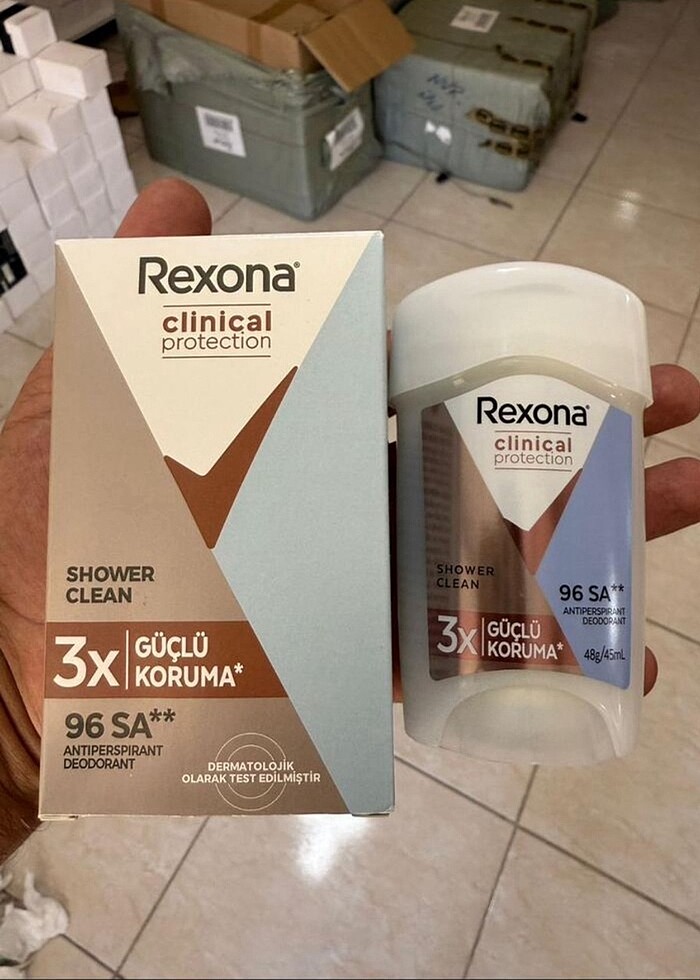 Rexona®
clinical
protection
SHOWER
CLEAN
3x GÜÇLÜ
KORUMA*
96 SA**
ANTIPERSPIRANT
DEODORANT
DERMATOLOJİK
OLARAK TEST EDİLMİŞTİR
Rexona®
clinical
protection
SHOWER
CLEAN
96 SA**
ANTIPERSPIRANT
DEODORANT
3x GÜÇLÜ
KORUMA*
48g/45mL